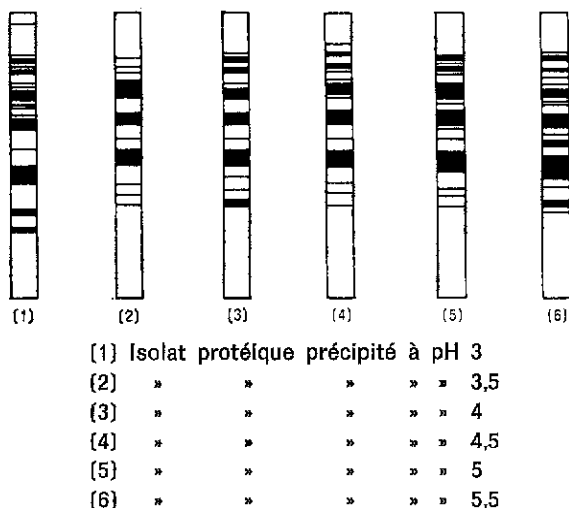 (1) (2) (3) (4) (5) (6)
(1) Isolat protéique précipité à pH 3
(2) » » » » » 3,5
(3) » » » » » 4
(4) » » » » » 4,5
(5) » » » » » 5
(6) » » » » » 5,5